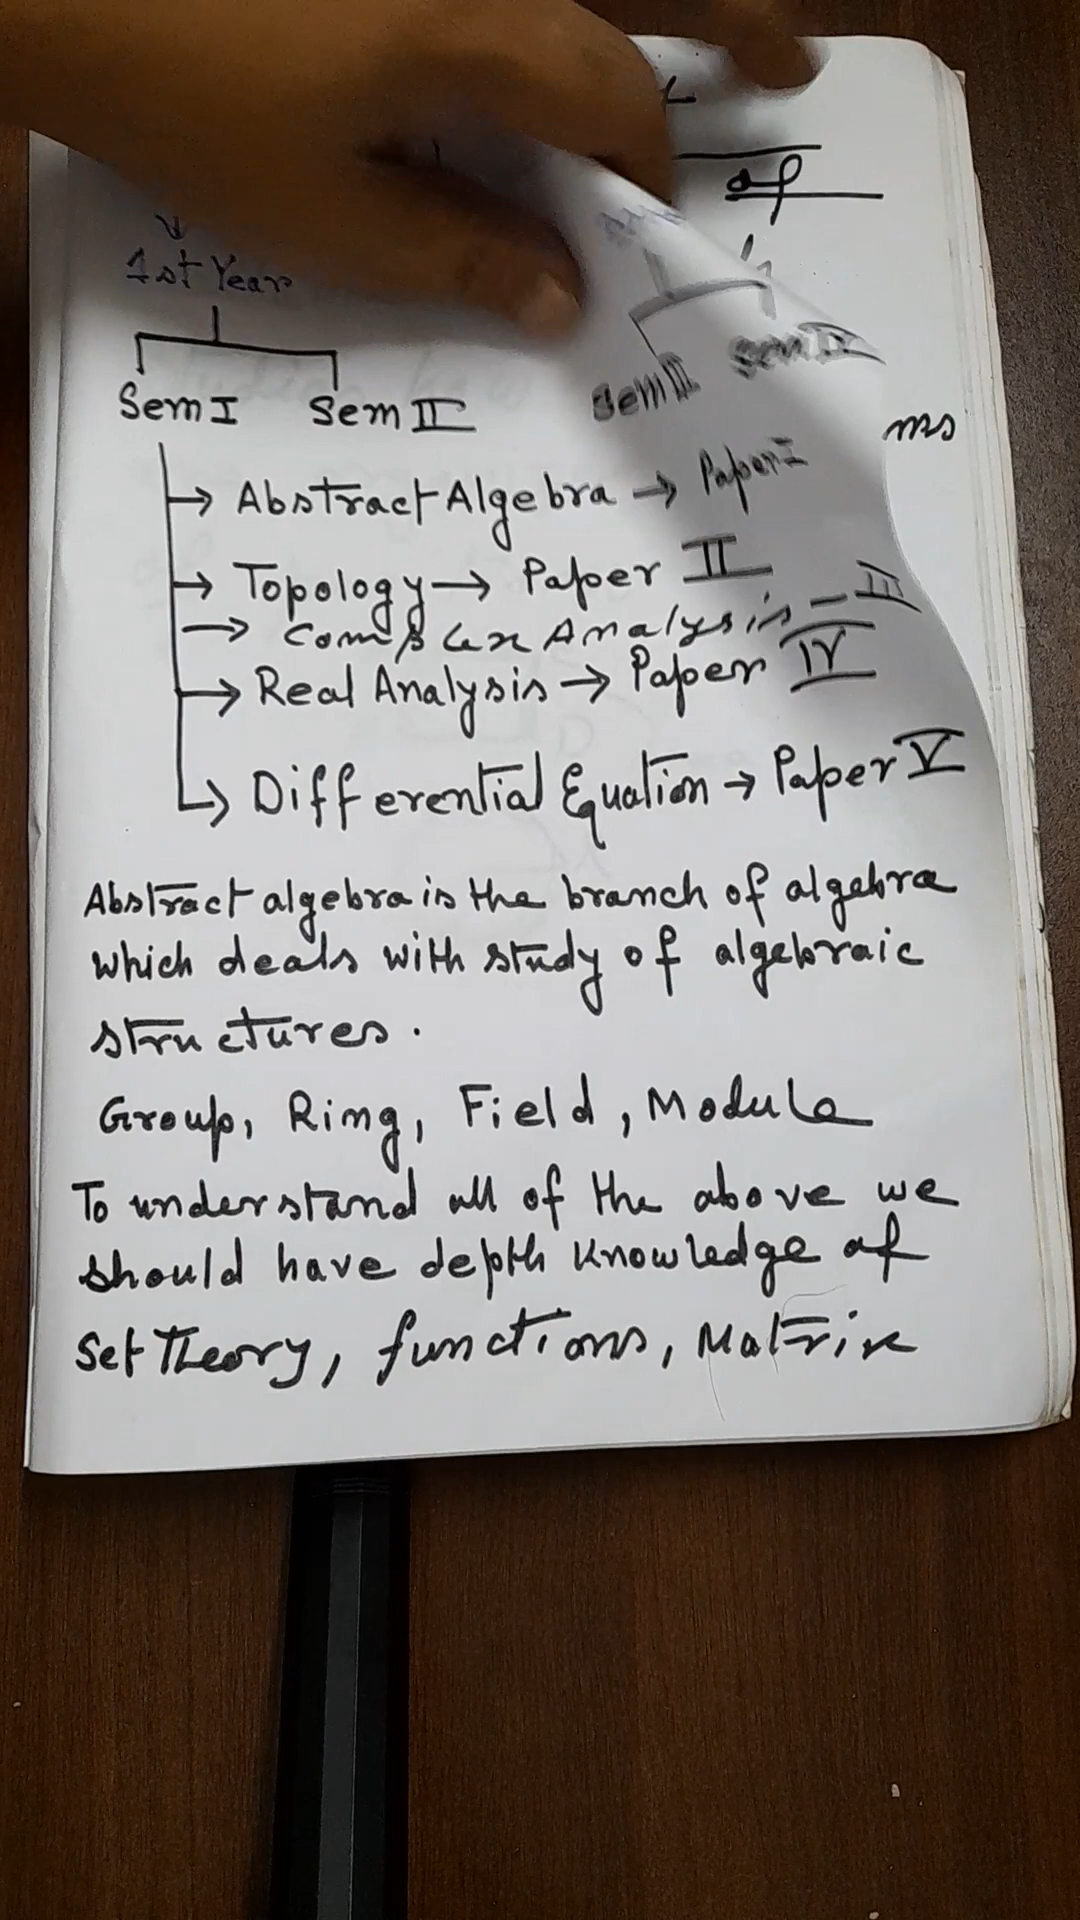 of
1st Year
Sem I Sem II Sem III Sem IV
ms
→ Abstract Algebra → Paper I
→ Topology → Paper II
→ Complex Analysis - III
→ Real Analysis → Paper IV
→ Differential Equation → Paper V
Abstract algebra is the branch of algebra
which deals with study of algebraic
structures.
Group, Ring, Field, Module
To understand all of the above we
should have depth knowledge of
Set Theory, functions, Matrix